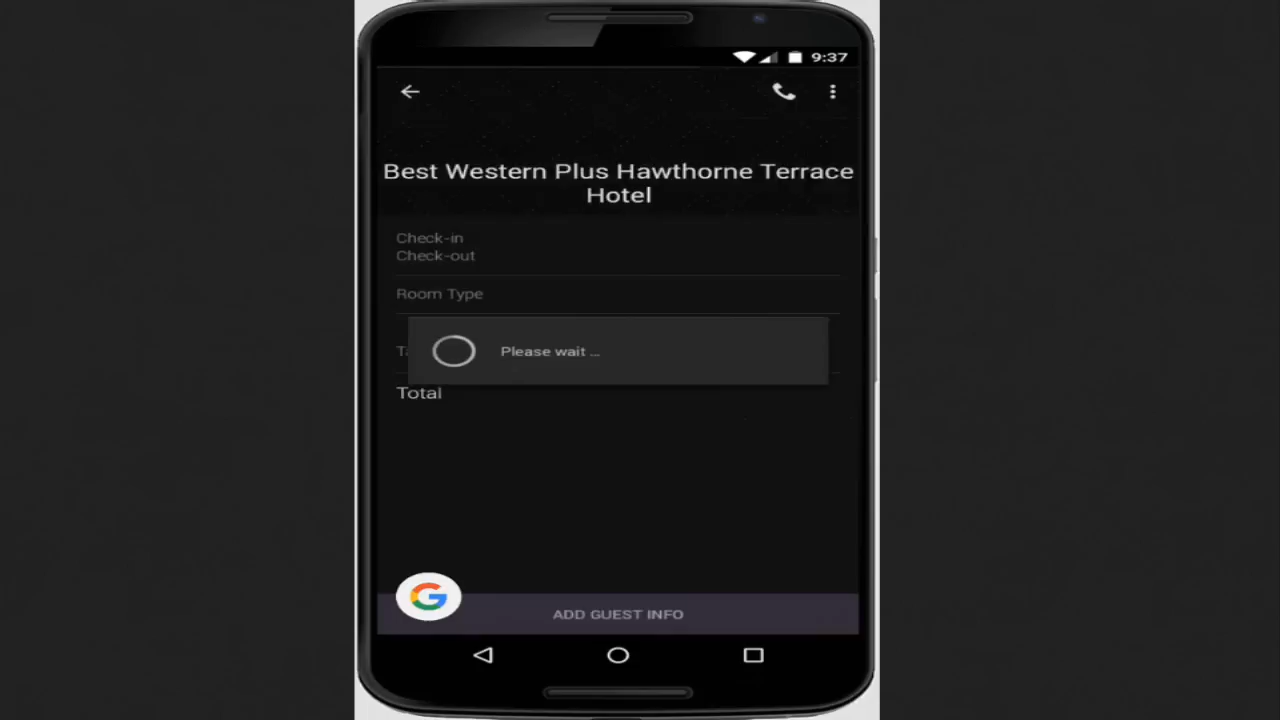 9:37
Best Western Plus Hawthorne Terrace
Hotel
Check-in
Check-out
Room Type
Please wait ...
Total
G
ADD GUEST INFO